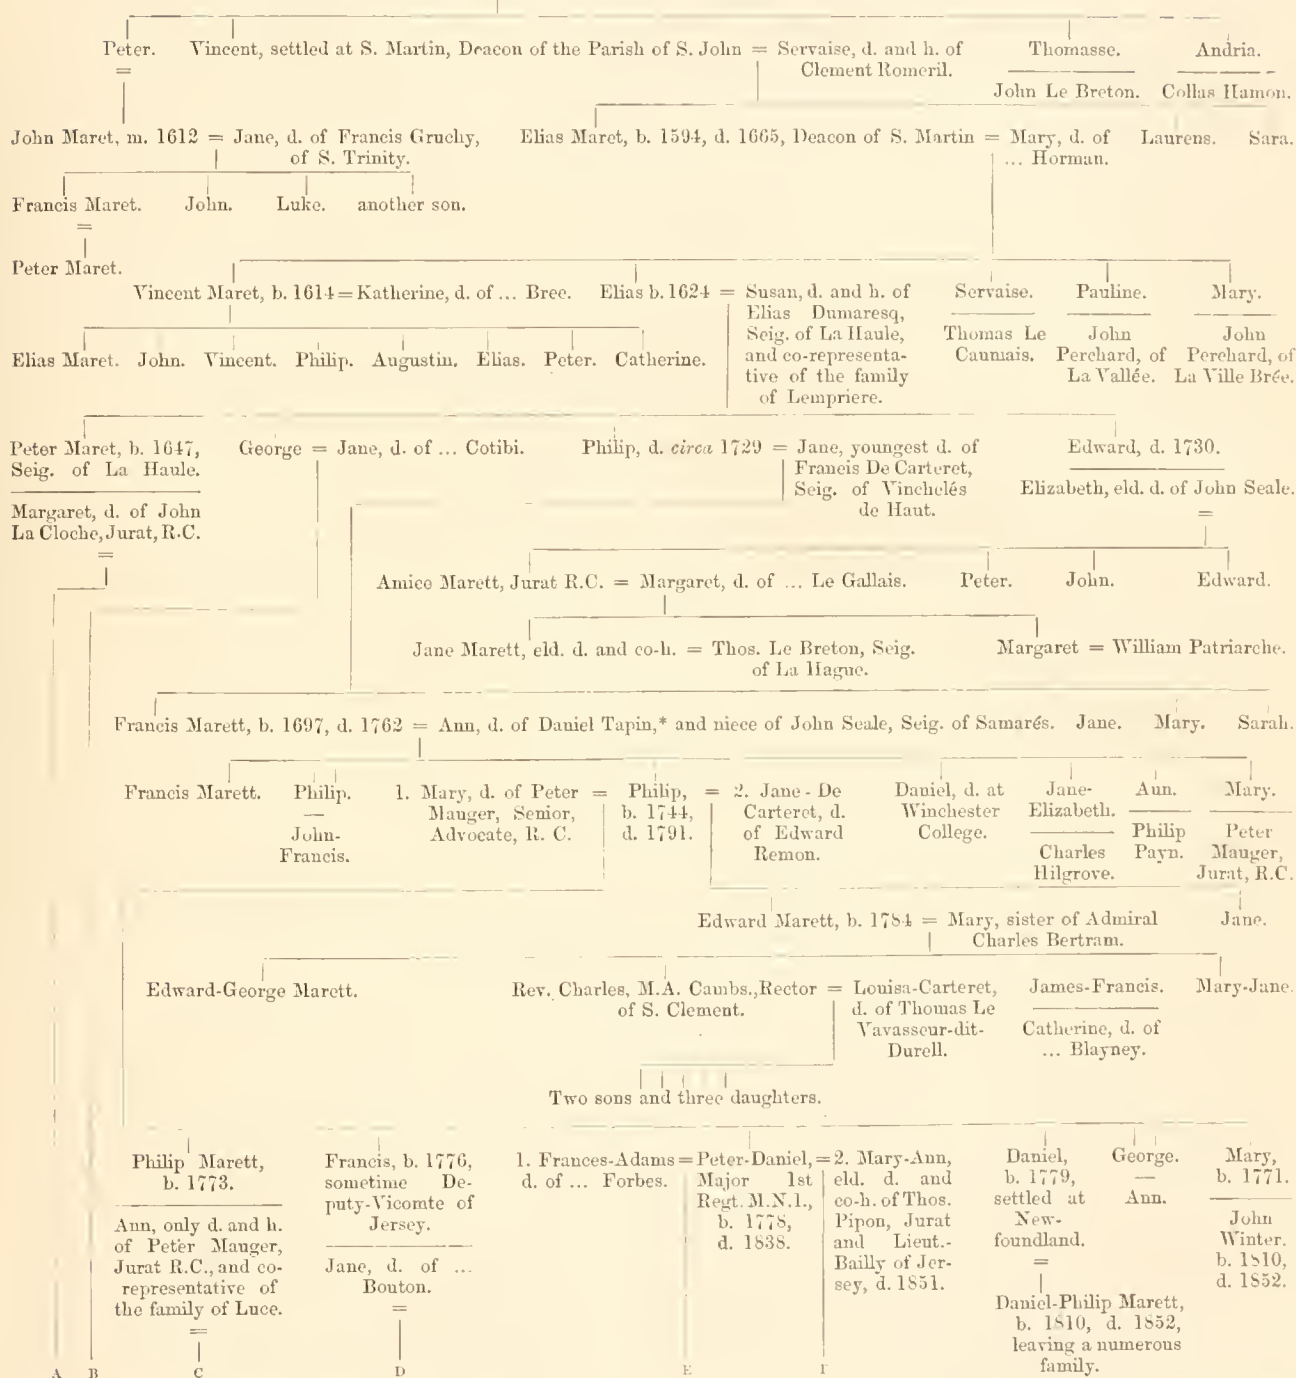 Peter. Vincent, settled at S. Martin, Deacon of the Parish of S. John = Servaise, d. and h. of Clement Romeril. Thomasse. Andria.
=
John Le Breton. Collas Hamon.
John Maret, m. 1612 = Jane, d. of Francis Gruchy, of S. Trinity.
Elias Maret, b. 1594, d. 1665, Deacon of S. Martin = Mary, d. of ... Horman. Laurens. Sara.
Francis Maret. John. Luke. another son.
=
Peter Maret.
Vincent Maret, b. 1614 = Katherine, d. of ... Bree.
Elias b. 1624 = Susan, d. and h. of
Elias Dumaresq,
Seig. of La Haule,
and co-representa-
tive of the family
of Lempriere.
Servaise.
Thomas Le
Caumais.
Pauline.
John
Perchard, of
La Vallée.
Mary.
John
Perchard, of
La Ville Brée.
Elias Maret. John. Vincent. Philip. Augustin. Elias. Peter. Catherine.
Peter Maret, b. 1647,
Seig. of La Haule.
Margaret, d. of John
La Cloche, Jurat, R.C.
=
George = Jane, d. of ... Cotibi.
Philip, d. circa 1729 = Jane, youngest d. of
Francis De Carteret,
Seig. of Vinchelés
de Haut.
Edward, d. 1730.
Elizabeth, eld. d. of John Seale.
=
Amice Marett, Jurat R.C. = Margaret, d. of ... Le Gallais. Peter. John. Edward.
Jane Marett, eld. d. and co-h. = Thos. Le Breton, Seig.
of La Hague.
Margaret = William Patriarche.
Francis Marett, b. 1697, d. 1762 = Ann, d. of Daniel Tapin,* and niece of John Seale, Seig. of Samarés. Jane. Mary. Sarah.
Francis Marett.
Philip.
—
John-
Francis.
1. Mary, d. of Peter
Mauger, Senior,
Advocate, R. C.
= Philip, =
b. 1744,
d. 1791.
2. Jane-De
Carteret, d.
of Edward
Remon.
Daniel, d. at
Winchester
College.
Jane-
Elizabeth.
Charles
Hilgrove.
Ann.
Philip
Payn.
Mary.
Peter
Mauger,
Jurat, R.C.
Edward Marett, b. 1784 = Mary, sister of Admiral
Charles Bertram.
Jane.
Edward-George Marett.
Rev. Charles, M.A. Cambs., Rector
of S. Clement.
= Louisa-Carteret,
d. of Thomas Le
Vavasseur-dit-
Durell.
James-Francis.
Catherine, d. of
... Blayney.
Mary-Jane.
Two sons and three daughters.
Philip Marett,
b. 1773.
Ann, only d. and h.
of Peter Mauger,
Jurat R.C., and co-
representative of
the family of Luce.
=
C
Francis, b. 1776,
sometime De-
puty-Vicomte of
Jersey.
Jane, d. of ...
Bouton.
=
D
1. Frances-Adams
d. of ... Forbes.
= Peter-Daniel, =
Major 1st
Regt. M.N.I.,
b. 1778,
d. 1838.
2. Mary-Ann,
eld. d. and
co-h. of Thos.
Pipon, Jurat
and Lieut.-
Bailly of Jer-
sey, d. 1851.
Daniel,
b. 1779,
settled at
New-
foundland.
=
Daniel-Philip Marett,
b. 1810, d. 1852,
leaving a numerous
family.
George.
—
Ann.
Mary,
b. 1771.
John
Winter.
b. 1810,
d. 1852.
A B E